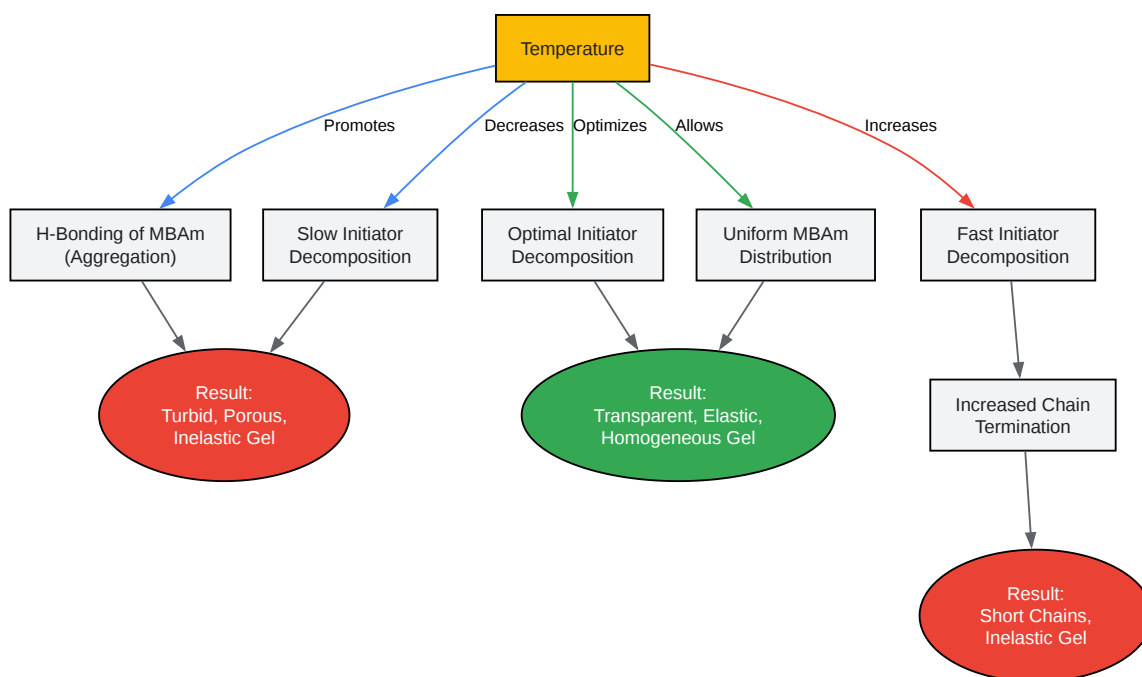 Temperature
Promotes
Decreases
Optimizes
Allows
Increases
H-Bonding of MBAm
(Aggregation)
Slow Initiator
Decomposition
Optimal Initiator
Decomposition
Uniform MBAm
Distribution
Fast Initiator
Decomposition
Result:
Turbid, Porous,
Inelastic Gel
Result:
Transparent, Elastic,
Homogeneous Gel
Increased Chain
Termination
Result:
Short Chains,
Inelastic Gel